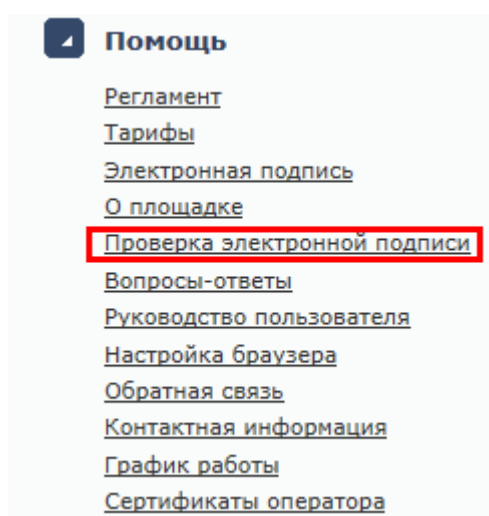 Помощь
Регламент
Тарифы
Электронная подпись
О площадке
Проверка электронной подписи
Вопросы-ответы
Руководство пользователя
Настройка браузера
Обратная связь
Контактная информация
График работы
Сертификаты оператора